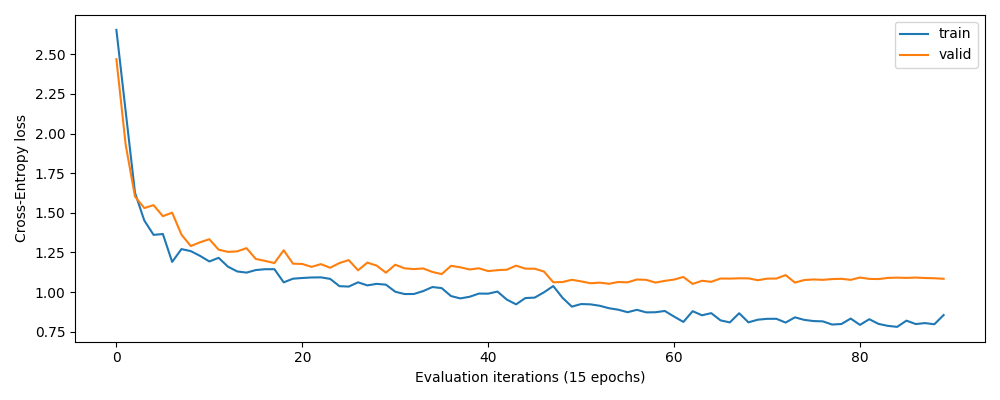 2.50
2.25
2.00
1.75
1.50
1.25
1.00
0.75
Cross-Entropy loss
train
valid
0 20 40 60 80
Evaluation iterations (15 epochs)